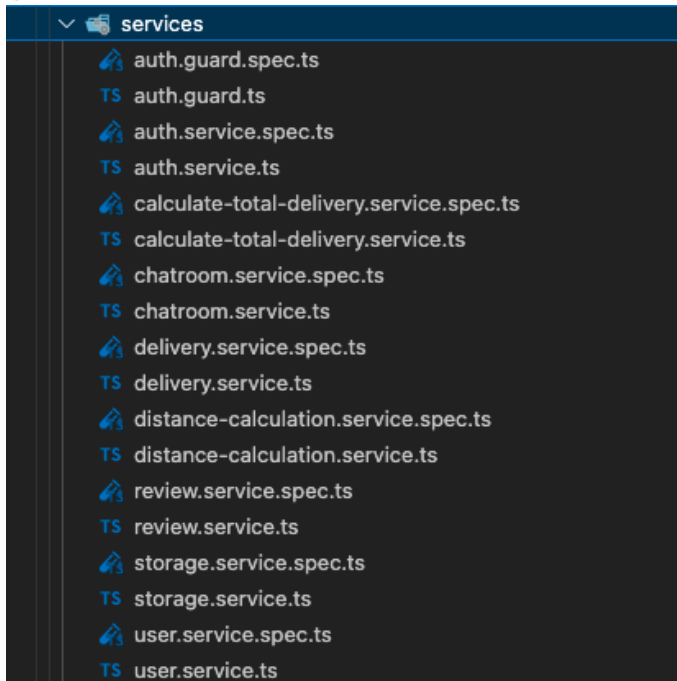 services
auth.guard.spec.ts
TS auth.guard.ts
auth.service.spec.ts
TS auth.service.ts
calculate-total-delivery.service.spec.ts
TS calculate-total-delivery.service.ts
chatroom.service.spec.ts
TS chatroom.service.ts
delivery.service.spec.ts
TS delivery.service.ts
distance-calculation.service.spec.ts
TS distance-calculation.service.ts
review.service.spec.ts
TS review.service.ts
storage.service.spec.ts
TS storage.service.ts
user.service.spec.ts
TS user.service.ts